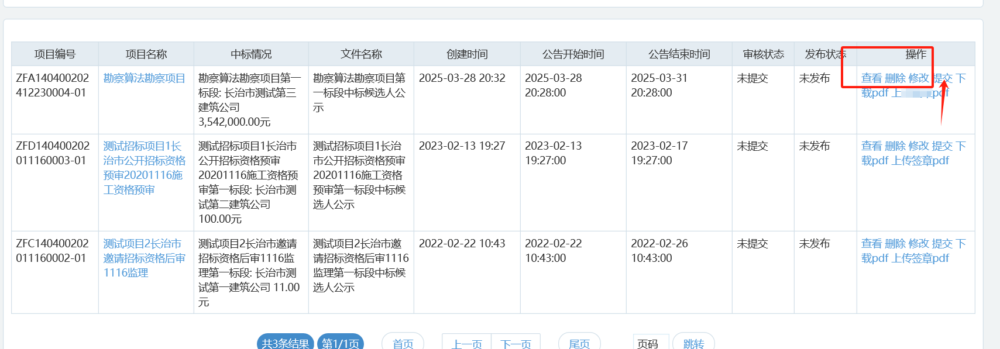 项目编号 项目名称 中标情况 文件名称 创建时间 公告开始时间 公告结束时间 审核状态 发布状态 操作
ZFA140400202
412230004-01
勘察算法勘察项目
勘察算法勘察项目第一
标段: 长治市测试第三
建筑公司
3,542,000.00元
勘察算法勘察项目第
一标段中标候选人公
示
2025-03-28 20:32
2025-03-28
20:28:00
2025-03-31
20:28:00
未提交
未发布
查看 删除 修改 提交 下
载pdf 上 pdf
ZFD140400202
011160003-01
测试招标项目1长
治市公开招标资格
预审20201116施
工资格预审
测试招标项目1长治市
公开招标资格预审
20201116施工资格预
审第一标段: 长治市测
试第二建筑公司
100.00元
测试招标项目1长治
市公开招标资格预审
20201116施工资格
预审第一标段中标候
选人公示
2023-02-13 19:27
2023-02-13
19:27:00
2023-02-17
19:27:00
未提交
未发布
查看 删除 修改 提交 下
载pdf 上传签章pdf
ZFC140400202
011160002-01
测试项目2长治市
邀请招标资格后审
1116监理
测试项目2长治市邀请
招标资格后审1116监
理第一标段: 长治市测
试第一建筑公司 11.00
元
测试项目2长治市邀
请招标资格后审1116
监理第一标段中标候
选人公示
2022-02-22 10:43
2022-02-22
10:43:00
2022-02-26
10:43:00
未提交
未发布
查看 删除 修改 提交 下
载pdf 上传签章pdf
共3条结果 第1/1页 首页 上一页 下一页 尾页 页码 跳转